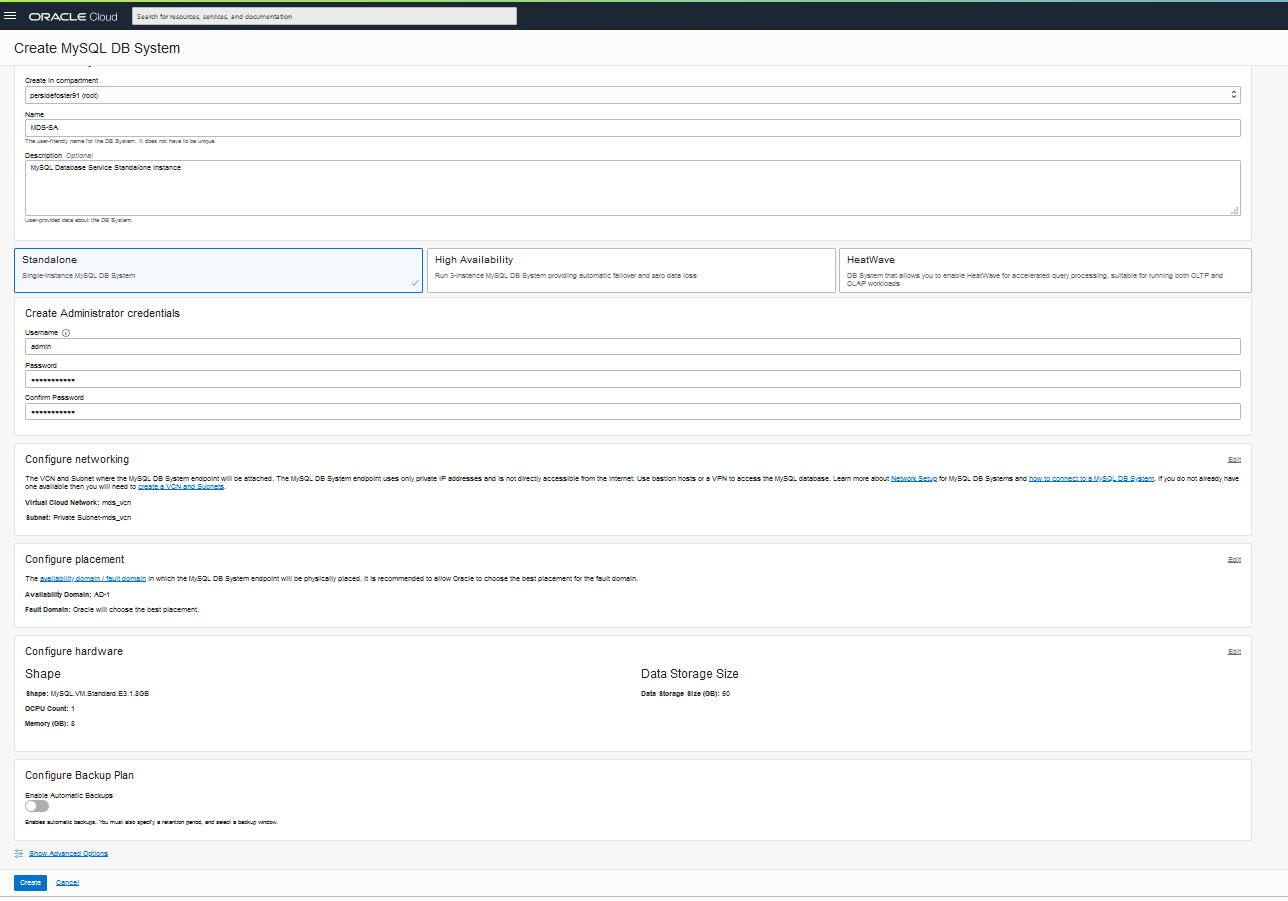 ORACLE Cloud
Search for resources, services, and documentation
Create MySQL DB System
Create in compartment
persidefoster91 (root)
Name
MDS-SA
The user-friendly name for the DB System. It does not have to be unique.
Description Optional
MySQL Database Service Standalone instance
User-provided data about the DB System.
Standalone
Single-instance MySQL DB System
High Availability
Run 3-instance MySQL DB System providing automatic failover and zero data loss
HeatWave
DB System that allows you to enable HeatWave for accelerated query processing, suitable for running both OLTP and
OLAP workloads
Create Administrator credentials
Username
admin
Password
•••••••••••
Confirm Password
•••••••••••
Configure networking
Edit
The VCN and Subnet where the MySQL DB System endpoint will be attached. The MySQL DB System endpoint uses only private IP addresses and is not directly accessible from the internet. Use bastion hosts or a VPN to access the MySQL database. Learn more about Network Setup for MySQL DB Systems and how to connect to a MySQL DB System. If you do not already have
one available then you will need to create a VCN and Subnets.
Virtual Cloud Network: mds_vcn
Subnet: Private Subnet-mds_vcn
Configure placement
Edit
The availability domain / fault domain in which the MySQL DB System endpoint will be physically placed. It is recommended to allow Oracle to choose the best placement for the fault domain.
Availability Domain: AD-1
Fault Domain: Oracle will choose the best placement.
Configure hardware
Edit
Shape
Shape: MySQL.VM.Standard.E3.1.8GB
OCPU Count: 1
Memory (GB): 8
Data Storage Size
Data Storage Size (GB): 50
Configure Backup Plan
Enable Automatic Backups
Enables automatic backups. You must also specify a retention period, and select a backup window.
Show Advanced Options
Create
Cancel